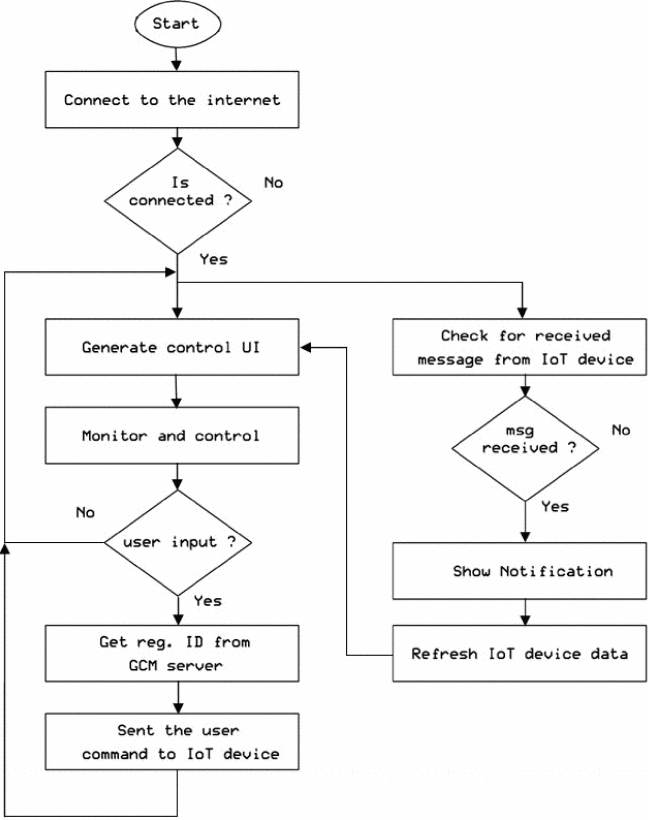 Start
Connect to the internet
Is
connected ?
No
Yes
Generate control UI
Monitor and control
No
user input ?
Yes
Get reg. ID from
GCM server
Sent the user
command to IoT device
Check for received
message from IoT device
msg
received ?
No
Yes
Show Notification
Refresh IoT device data